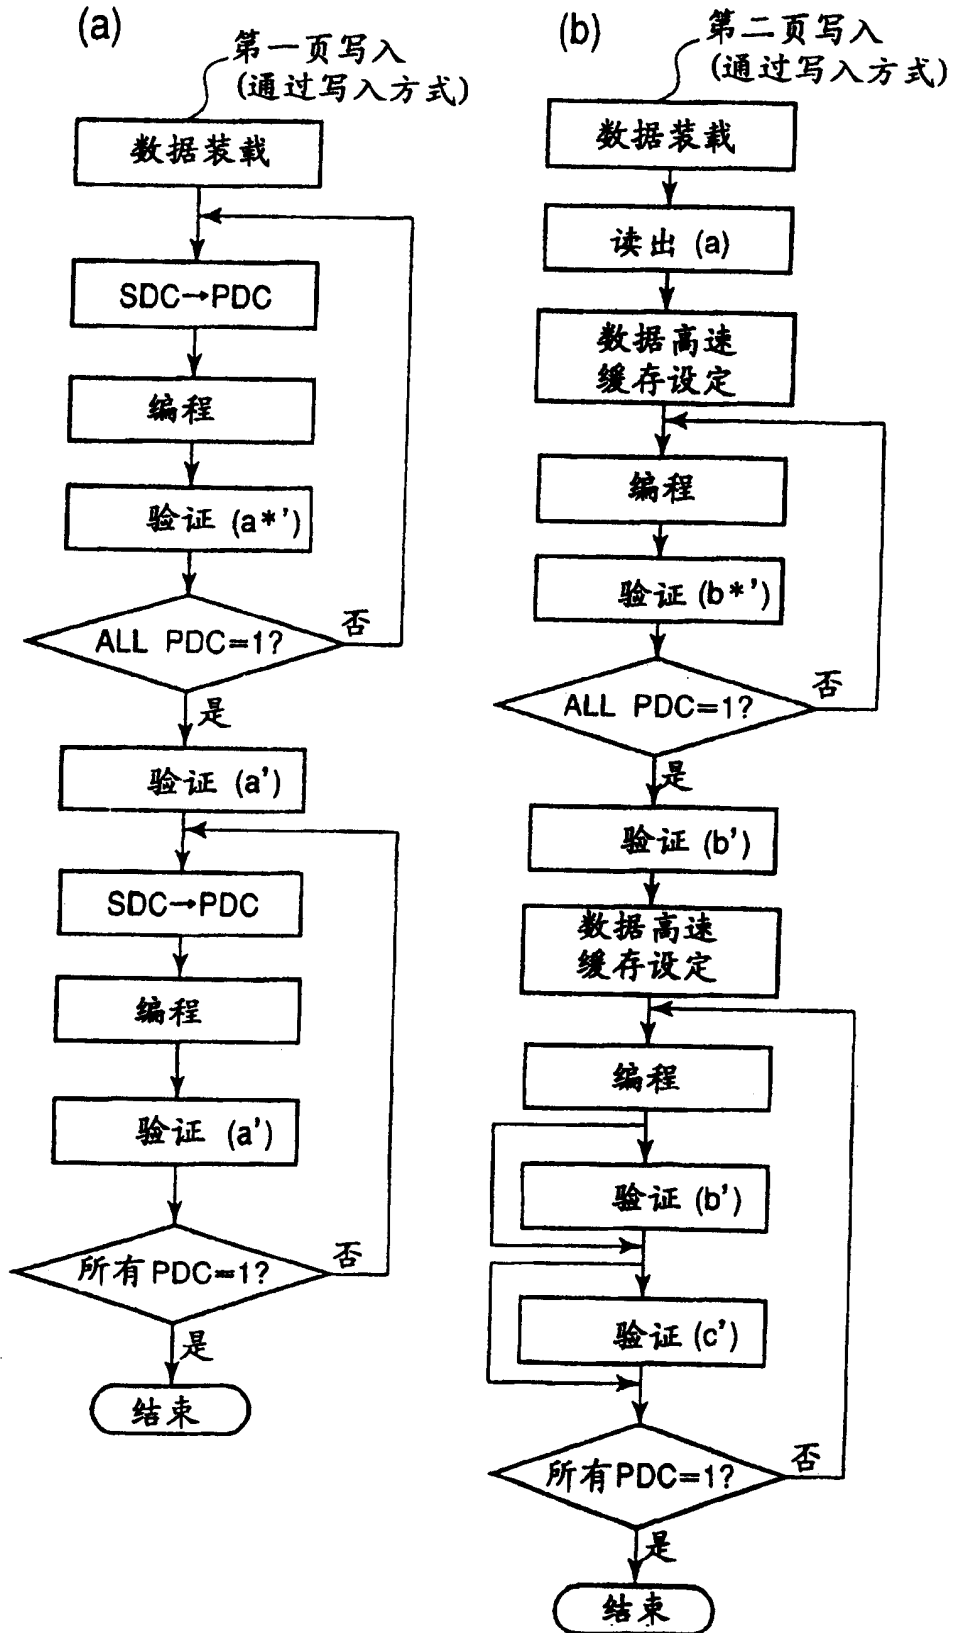 (a)
第一页写入
(通过写入方式)
数据装载
SDC→PDC
编程
验证 (a*')
ALL PDC=1?
否
是
验证 (a')
SDC→PDC
编程
验证 (a')
所有PDC=1?
否
是
结束
(b)
第二页写入
(通过写入方式)
数据装载
读出 (a)
数据高速
缓存设定
编程
验证 (b*')
ALL PDC=1?
否
是
验证 (b')
数据高速
缓存设定
编程
验证 (b')
验证 (c')
所有PDC=1?
否
是
结束